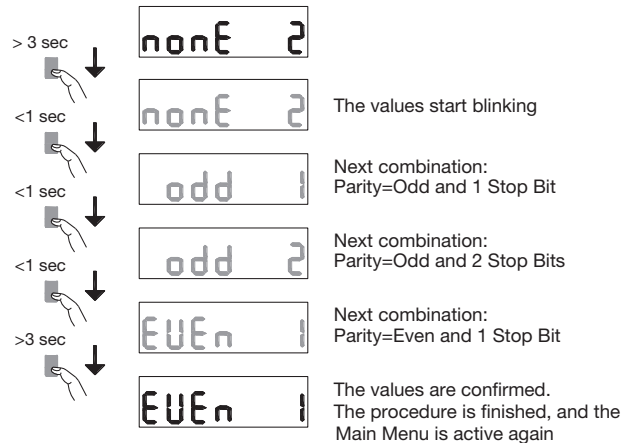 > 3 sec
nonE 2
<1 sec
nonE 2
The values start blinking
<1 sec
odd 1
Next combination:
Parity=Odd and 1 Stop Bit
<1 sec
odd 2
Next combination:
Parity=Odd and 2 Stop Bits
>3 sec
EVEn 1
Next combination:
Parity=Even and 1 Stop Bit
EVEn 1
The values are confirmed.
The procedure is finished, and the
Main Menu is active again